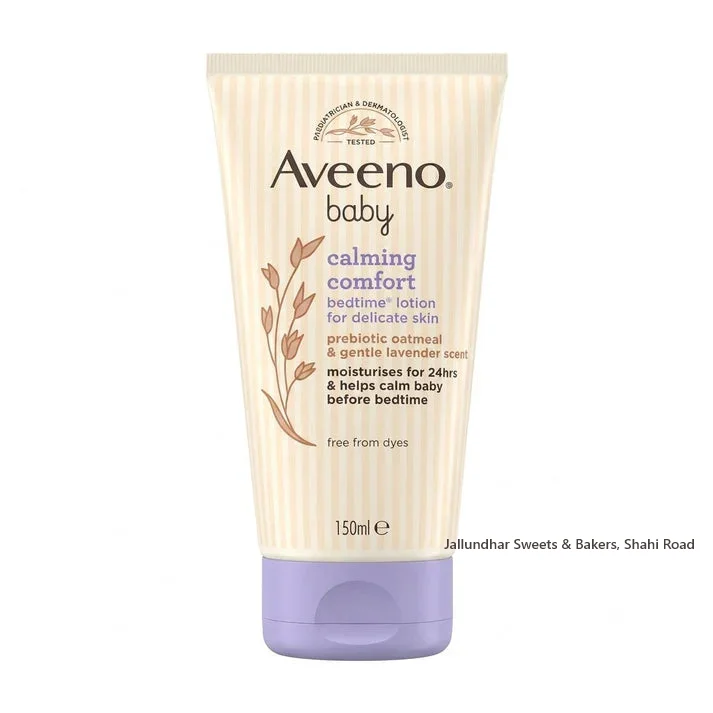 PAEDIATRICIAN & DERMATOLOGIST
TESTED
Aveeno®
baby
calming
comfort
bedtime® lotion
for delicate skin
prebiotic oatmeal
& gentle lavender scent
moisturises for 24hrs
& helps calm baby
before bedtime
free from dyes
150ml ℮
Jallundhar Sweets & Bakers, Shahi Road